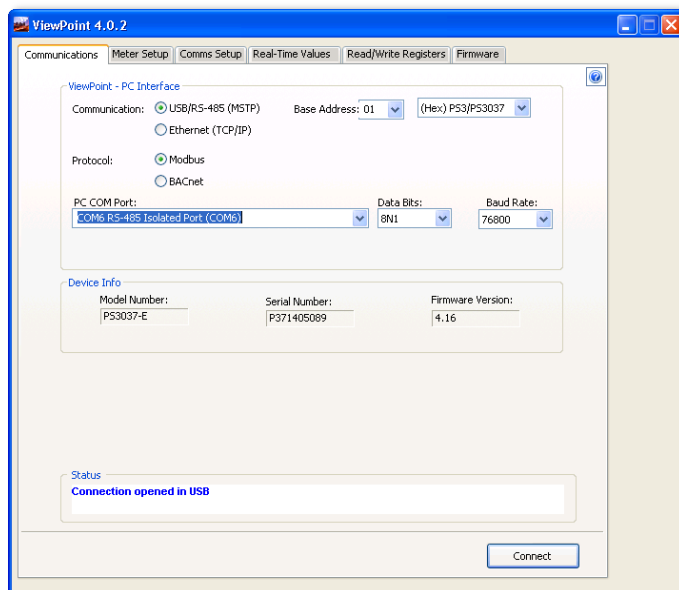 ViewPoint 4.0.2
Communications Meter Setup Comms Setup Real-Time Values Read/Write Registers Firmware
ViewPoint - PC Interface
Communication: USB/RS-485 (MSTP) Base Address: 01 (Hex) PS3/PS3037
Ethernet (TCP/IP)
Protocol: Modbus
BACnet
PC COM Port: Data Bits: Baud Rate:
COM6 RS-485 Isolated Port (COM6) 8N1 76800
Device Info
Model Number: Serial Number: Firmware Version:
PS3037-E P371405089 4.16
Status
Connection opened in USB
Connect